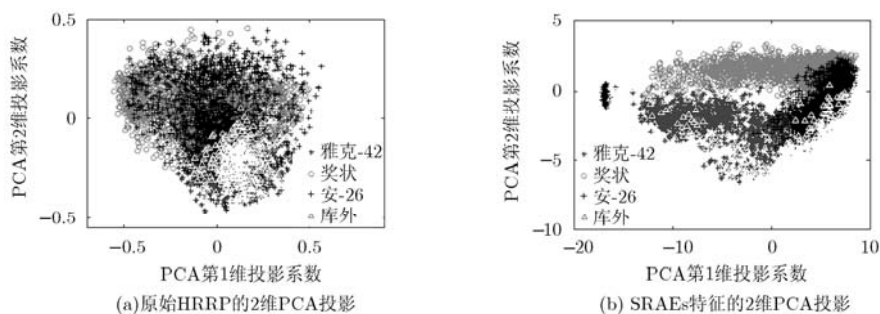 0.5
0
−0.5
−0.5
0
0.5
PCA第2维投影系数
PCA第1维投影系数
雅克-42
奖状
安-26
库外
(a)原始HRRP的2维PCA投影
5
0
−5
−10
−20
−10
0
10
PCA第2维投影系数
PCA第1维投影系数
雅克-42
奖状
安-26
库外
(b) SRAEs特征的2维PCA投影